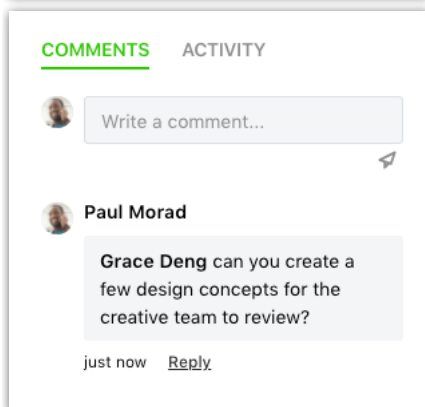 COMMENTS ACTIVITY
Write a comment...
Paul Morad
Grace Deng can you create a
few design concepts for the
creative team to review?
just now Reply